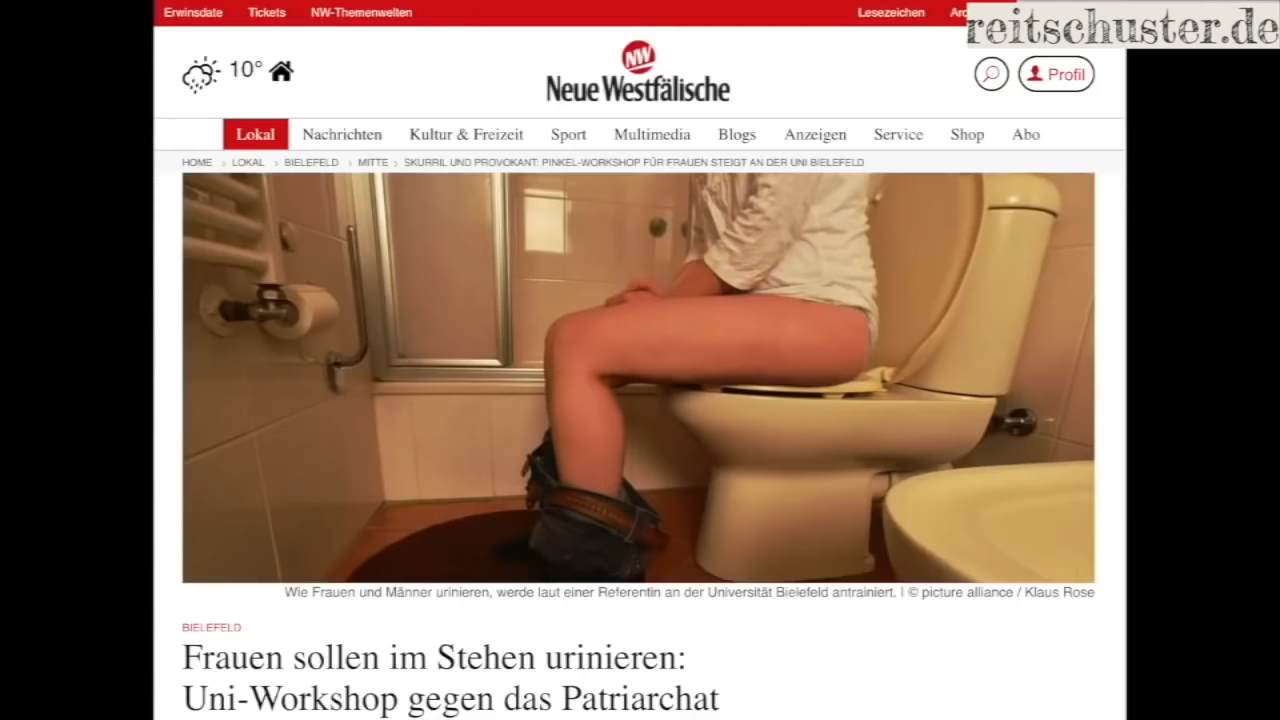 Erwinsdate Tickets NW-Themenwelten Lesezeichen
reitschuster.de
10°
NW
Neue Westfälische
Profil
Lokal Nachrichten Kultur & Freizeit Sport Multimedia Blogs Anzeigen Service Shop Abo
HOME > LOKAL > BIELEFELD > MITTE > SKURRIL UND PROVOKANT: PINKEL-WORKSHOP FÜR FRAUEN STEIGT AN DER UNI BIELEFELD
Wie Frauen und Männer urinieren, werde laut einer Referentin an der Universität Bielefeld antrainiert. | © picture alliance / Klaus Rose
BIELEFELD
Frauen sollen im Stehen urinieren:
Uni-Workshop gegen das Patriarchat